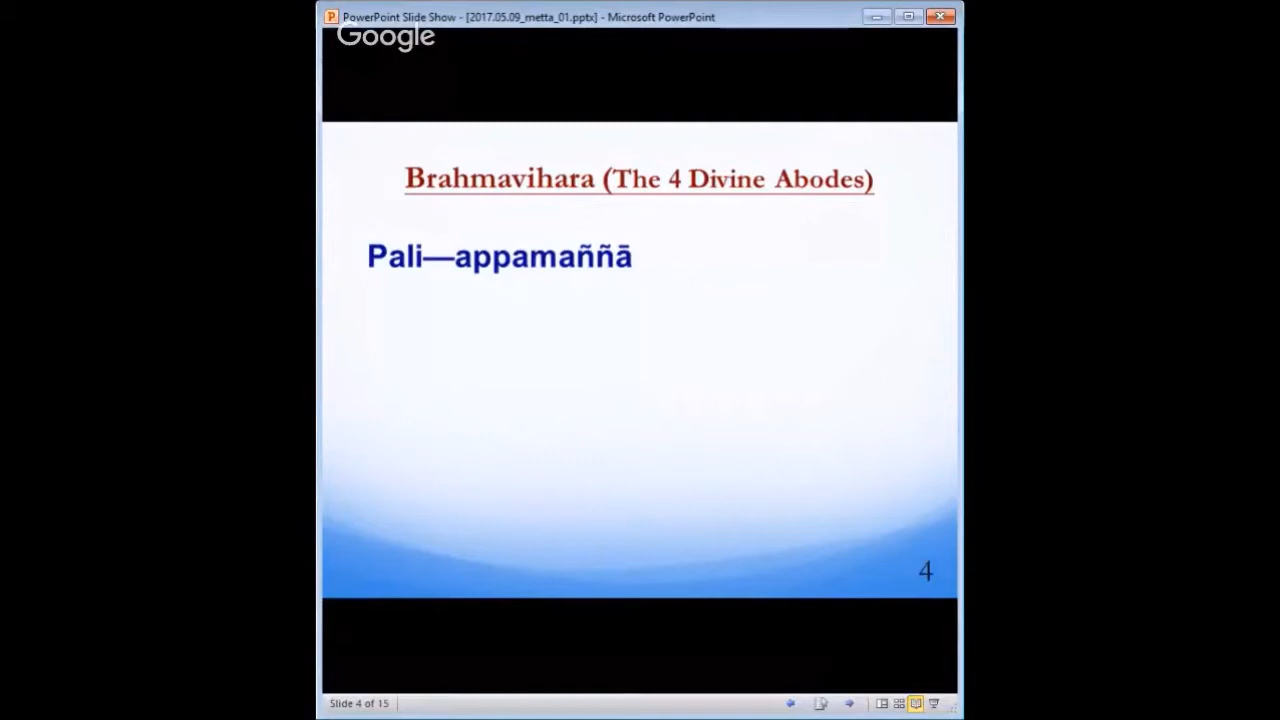 PowerPoint Slide Show - [2017.05.09_metta_01.pptx] - Microsoft PowerPoint
Google
Brahmavihara (The 4 Divine Abodes)
Pali—appamaññā
4
Slide 4 of 15